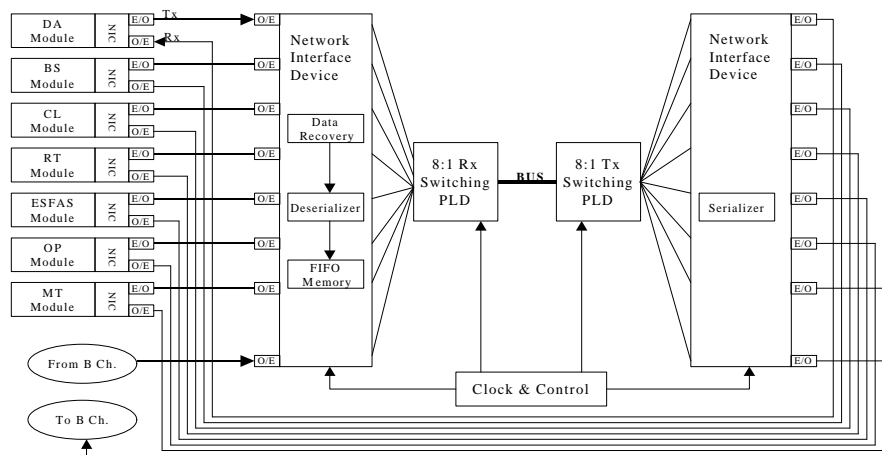 DA
Module
NIC
E/O
O/E
Tx
Rx
O/E
BS
Module
NIC
E/O
O/E
O/E
CL
Module
NIC
E/O
O/E
O/E
RT
Module
NIC
E/O
O/E
O/E
ESFAS
Module
NIC
E/O
O/E
O/E
OP
Module
NIC
E/O
O/E
O/E
MT
Module
NIC
E/O
O/E
O/E
From B Ch.
O/E
To B Ch.
Network
Interface
Device
Data
Recovery
Deserializer
FIFO
Memory
8:1 Rx
Switching
PLD
BUS
8:1 Tx
Switching
PLD
Clock & Control
Network
Interface
Device
Serializer
E/O
E/O
E/O
E/O
E/O
E/O
E/O
E/O